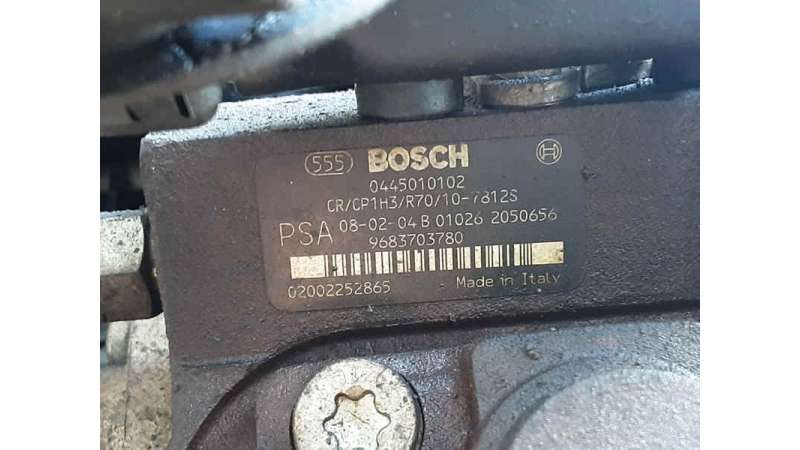 555 BOSCH
0445010102
CR/CP1H3/R70/10-7812S
PSA 08-02-04 B 01026 2050656
9683703780
02002252865 Made in Italy